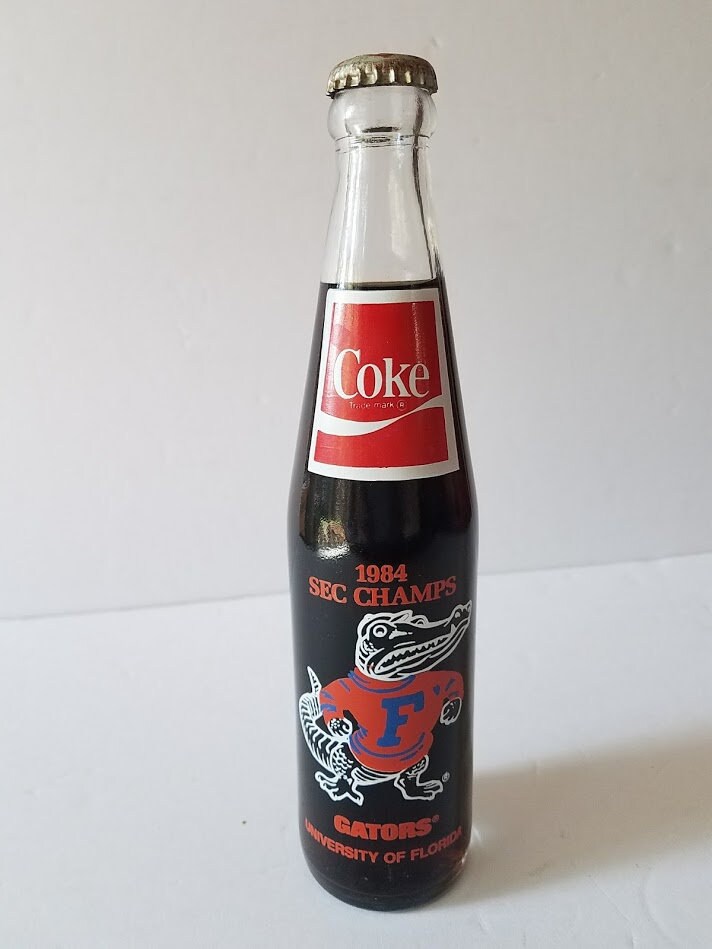 Coke
Trade mark ®
1984
SEC CHAMPS
F
®
GATORS®
UNIVERSITY OF FLORIDA